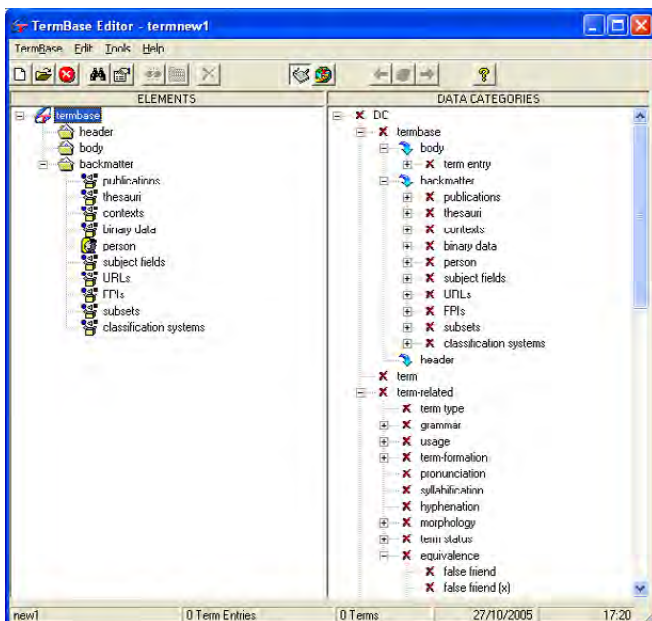 TermBase Editor - termnew1
TermBase Edit Tools Help
ELEMENTS
termbase
header
body
backmatter
publications
thesauri
contexts
binary data
person
subject fields
URLs
FPIs
subsets
classification systems
DATA CATEGORIES
DC
termbase
body
term entry
backmatter
publications
thesauri
contexts
binary data
person
subject fields
URLs
FPIs
subsets
classification systems
header
term
term-related
term type
grammar
usage
term-formation
pronunciation
syllabification
hyphenation
morphology
term status
equivalence
false friend
false friend (x)
new1 0 Term Entries 0 Terms 27/10/2005 17:20